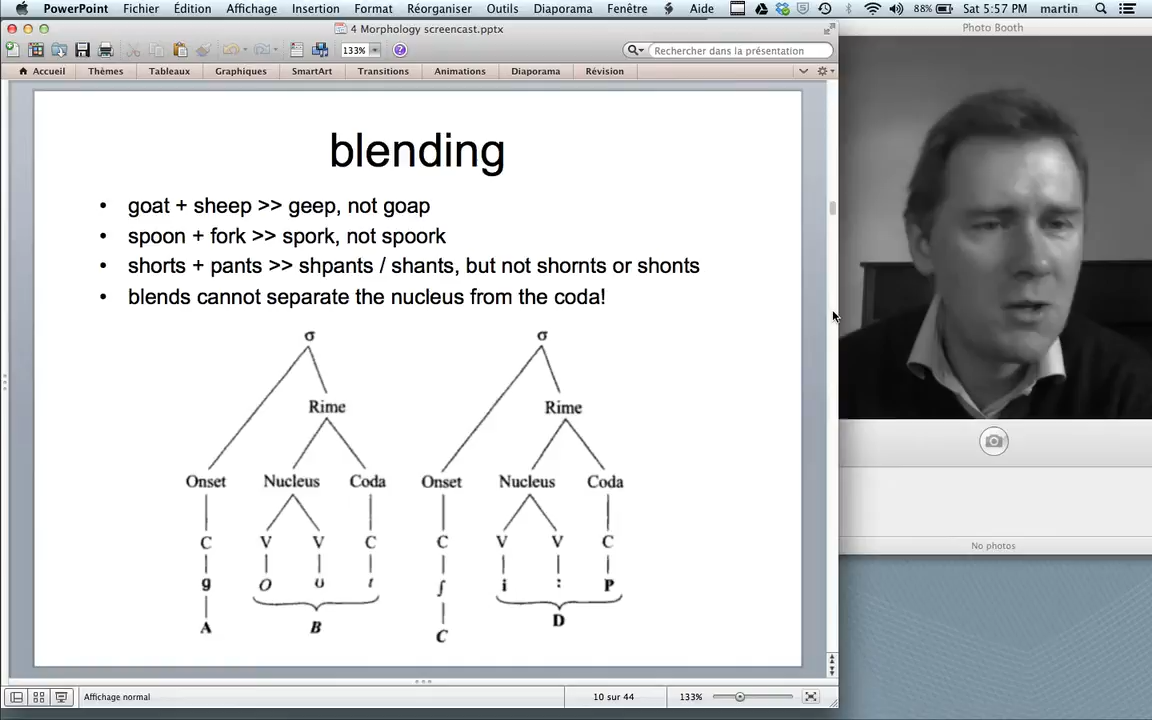 PowerPoint Fichier Édition Affichage Insertion Format Réorganiser Outils Diaporama Fenêtre Aide 88% Sat 5:57 PM martin
4 Morphology screencast.pptx
Photo Booth
133%
Rechercher dans la présentation
Accueil Thèmes Tableaux Graphiques SmartArt Transitions Animations Diaporama Révision
blending
• goat + sheep >> geep, not goap
• spoon + fork >> spork, not spoork
• shorts + pants >> shpants / shants, but not shornts or shonts
• blends cannot separate the nucleus from the coda!
σ σ
Rime Rime
Onset Nucleus Coda Onset Nucleus Coda
C V V C C V V C
g O ʊ t ʃ i : P
A B C D
No photos
Affichage normal 10 sur 44 133%